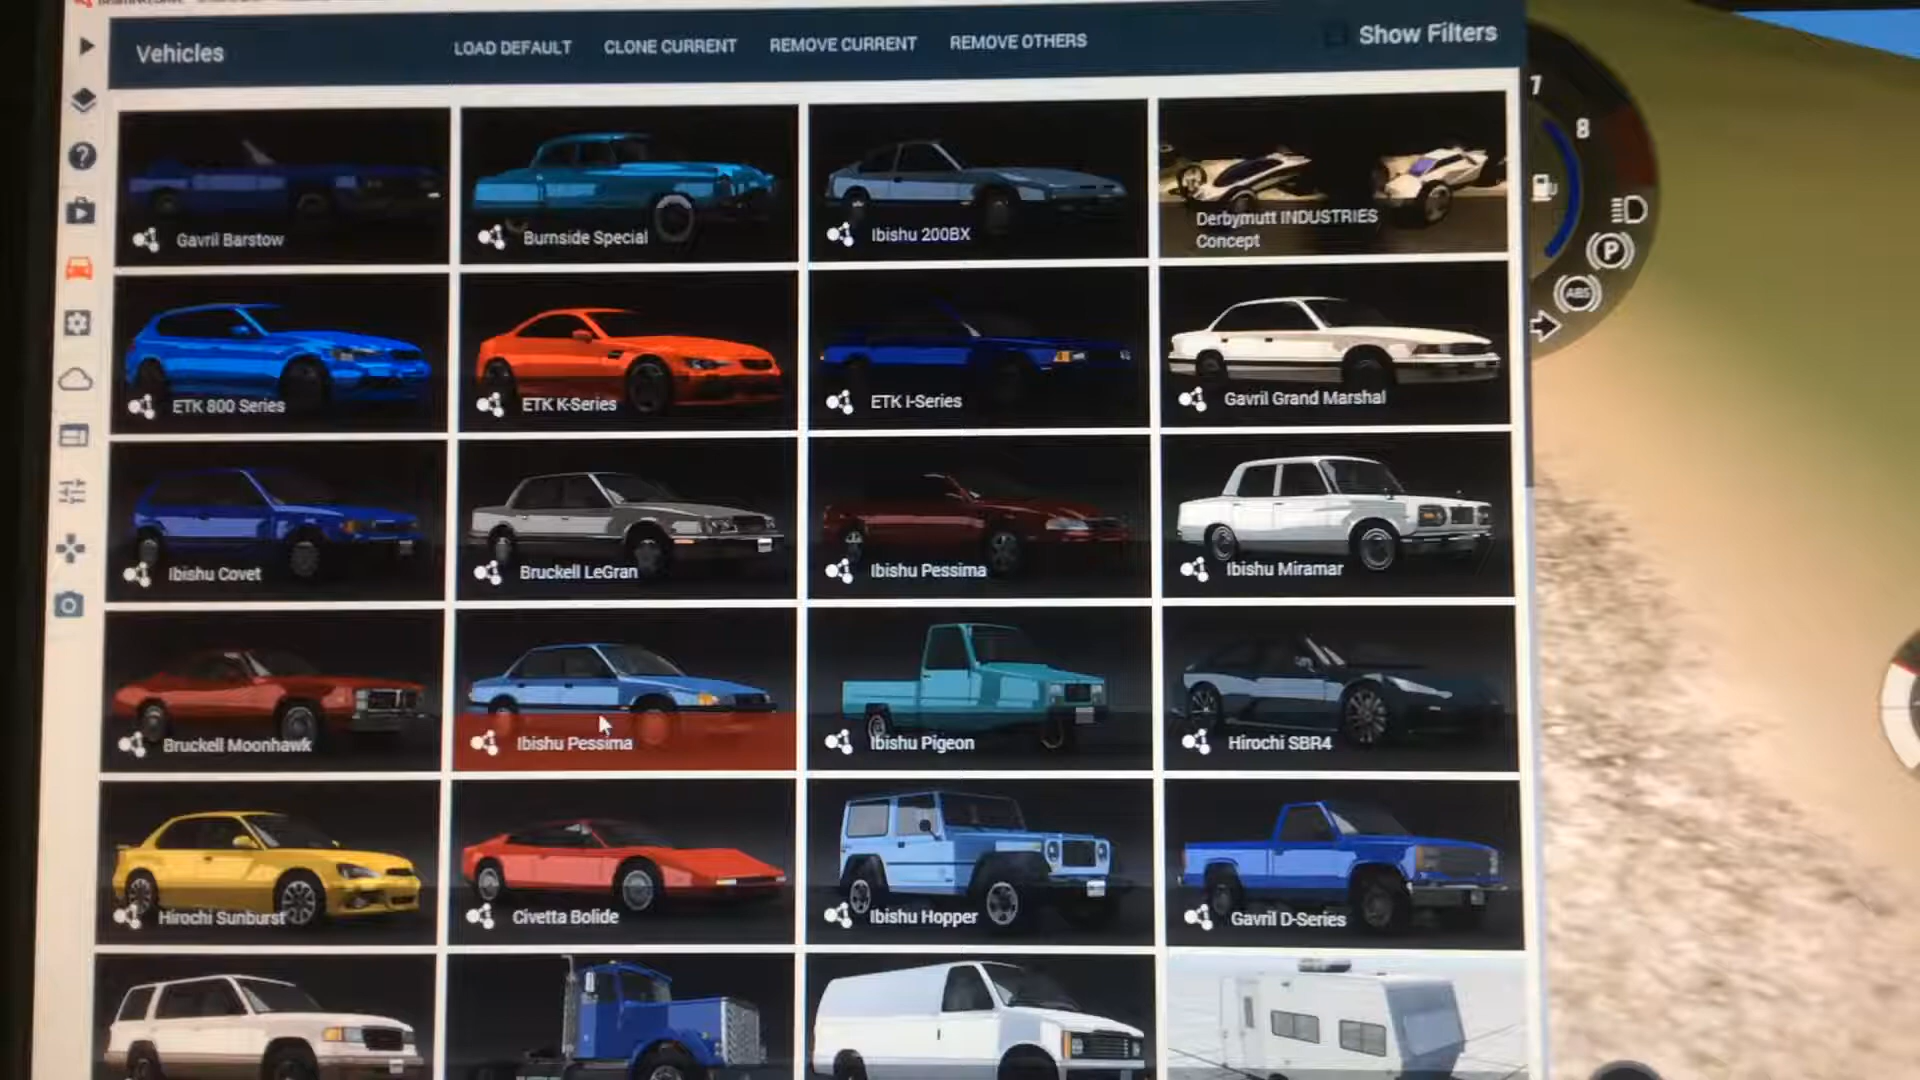 Vehicles
LOAD DEFAULT
CLONE CURRENT
REMOVE CURRENT
REMOVE OTHERS
Show Filters
Gavril Barstow
Burnside Special
Ibishu 200BX
Derbymutt INDUSTRIES
Concept
ETK 800 Series
ETK K-Series
ETK I-Series
Gavril Grand Marshal
Ibishu Covet
Bruckell LeGran
Ibishu Pessima
Ibishu Miramar
Bruckell Moonhawk
Ibishu Pessima
Ibishu Pigeon
Hirochi SBR4
Hirochi Sunburst
Civetta Bolide
Ibishu Hopper
Gavril D-Series
7
8
P
ABS